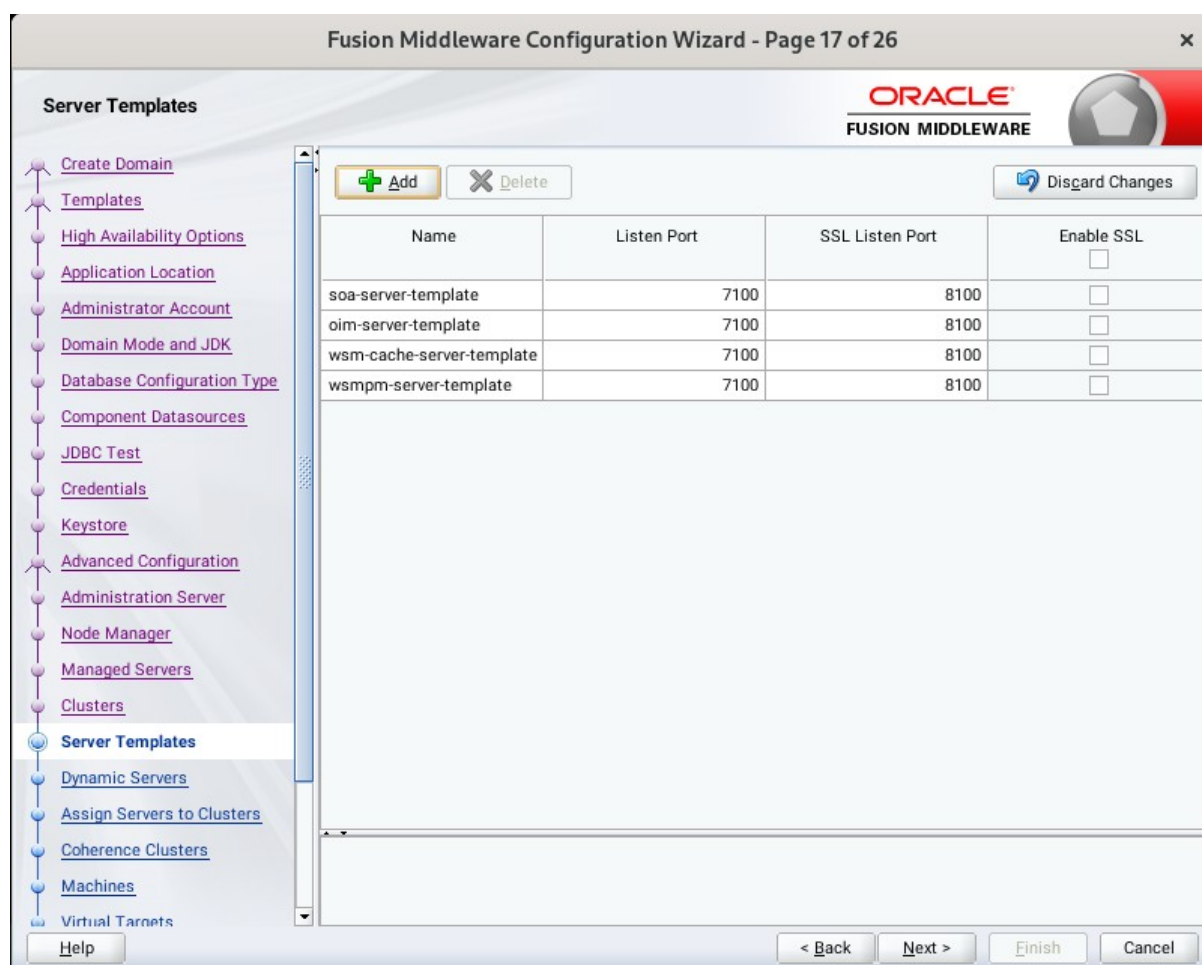 Fusion Middleware Configuration Wizard - Page 17 of 26
Server Templates
ORACLE
FUSION MIDDLEWARE
Create Domain
Templates
High Availability Options
Application Location
Administrator Account
Domain Mode and JDK
Database Configuration Type
Component Datasources
JDBC Test
Credentials
Keystore
Advanced Configuration
Administration Server
Node Manager
Managed Servers
Clusters
Server Templates
Dynamic Servers
Assign Servers to Clusters
Coherence Clusters
Machines
Virtual Targets
Add Delete Discard Changes
Name Listen Port SSL Listen Port Enable SSL
soa-server-template 7100 8100
oim-server-template 7100 8100
wsm-cache-server-template 7100 8100
wsmpm-server-template 7100 8100
Help < Back Next > Finish Cancel